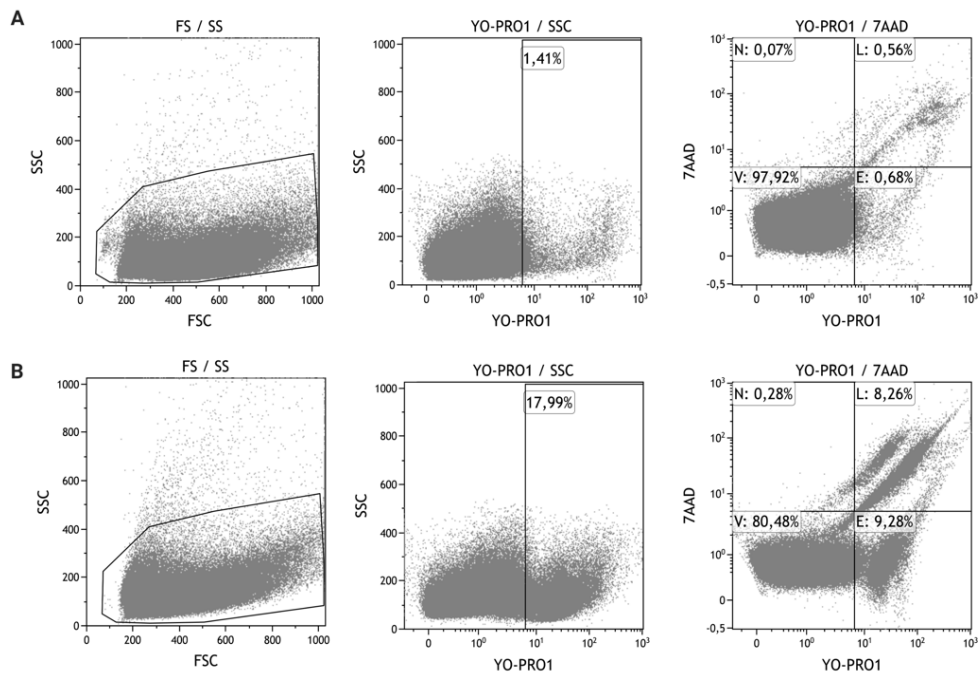 A
FS / SS
1000
800
600
400
200
0
SSC
0 200 400 600 800 1000
FSC
YO-PRO1 / SSC
1,41%
1000
800
600
400
200
0
SSC
0 10⁰ 10¹ 10² 10³
YO-PRO1
YO-PRO1 / 7AAD
N: 0,07% L: 0,56%
V: 97,92% E: 0,68%
10³
10²
10¹
10⁰
0
-0,5
7AAD
0 10⁰ 10¹ 10² 10³
YO-PRO1
B
FS / SS
1000
800
600
400
200
0
SSC
0 200 400 600 800 1000
FSC
YO-PRO1 / SSC
17,99%
1000
800
600
400
200
0
SSC
0 10⁰ 10¹ 10² 10³
YO-PRO1
YO-PRO1 / 7AAD
N: 0,28% L: 8,26%
V: 80,48% E: 9,28%
10³
10²
10¹
10⁰
0
-0,5
7AAD
0 10⁰ 10¹ 10² 10³
YO-PRO1